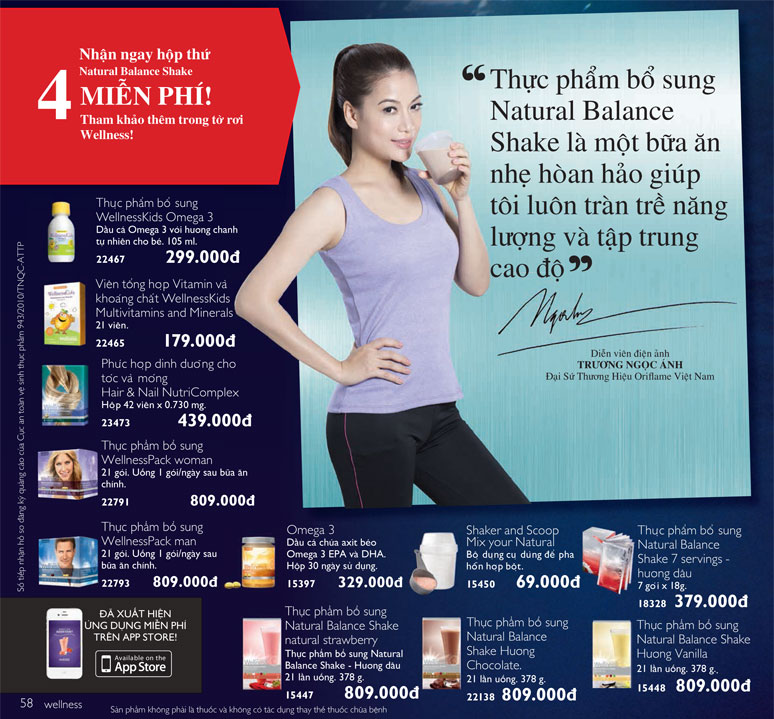 Nhận ngay hộp thứ
Natural Balance Shake
4 MIỄN PHÍ!
Tham khảo thêm trong tờ rơi
Wellness!
“Thực phẩm bổ sung
Natural Balance
Shake là một bữa ăn
nhẹ hòan hảo giúp
tôi luôn tràn trề năng
lượng và tập trung
cao độ”
Diễn viên điện ảnh
TRƯƠNG NGỌC ÁNH
Đại Sứ Thương Hiệu Oriflame Việt Nam
Thực phẩm bổ sung
WellnessKids Omega 3
Dầu cá Omega 3 với hương chanh
tự nhiên cho bé. 105 ml.
22467 299.000đ
Viên tổng hợp Vitamin và
khoáng chất WellnessKids
Multivitamins and Minerals
21 viên.
22465 179.000đ
Phức hợp dinh dưỡng cho
tóc và móng
Hair & Nail NutriComplex
Hộp 42 viên x 0.730 mg.
23473 439.000đ
Thực phẩm bổ sung
WellnessPack woman
21 gói. Uống 1 gói/ngày sau bữa ăn
chính.
22791 809.000đ
Thực phẩm bổ sung
WellnessPack man
21 gói. Uống 1 gói/ngày sau
bữa ăn chính.
22793 809.000đ
Omega 3
Dầu cá chứa axit béo
Omega 3 EPA và DHA.
Hộp 30 ngày sử dụng.
15397 329.000đ
Shaker and Scoop
Mix your Natural
Bộ dụng cụ dùng để pha
hỗn hợp bột.
15450 69.000đ
Thực phẩm bổ sung
Natural Balance
Shake 7 servings -
hương dâu
7 gói x 18g.
18328 379.000đ
Thực phẩm bổ sung
Natural Balance Shake
natural strawberry
Thực phẩm bổ sung Natural
Balance Shake - Hương dâu
21 lần uống. 378 g.
15447 809.000đ
Thực phẩm bổ sung
Natural Balance
Shake Hương
Chocolate.
21 lần uống. 378 g.
22138 809.000đ
Thực phẩm bổ sung
Natural Balance Shake
Hương Vanilla
21 lần uống. 378 g.
15448 809.000đ
ĐÃ XUẤT HIỆN
ỨNG DỤNG MIỄN PHÍ
TRÊN APP STORE!
Available on the
App Store
Số tiếp nhận hồ sơ đăng ký quảng cáo của Cục an toàn vệ sinh thực phẩm 943/2010/TNQC-ATTP
58 wellness
Sản phẩm không phải là thuốc và không có tác dụng thay thế thuốc chữa bệnh